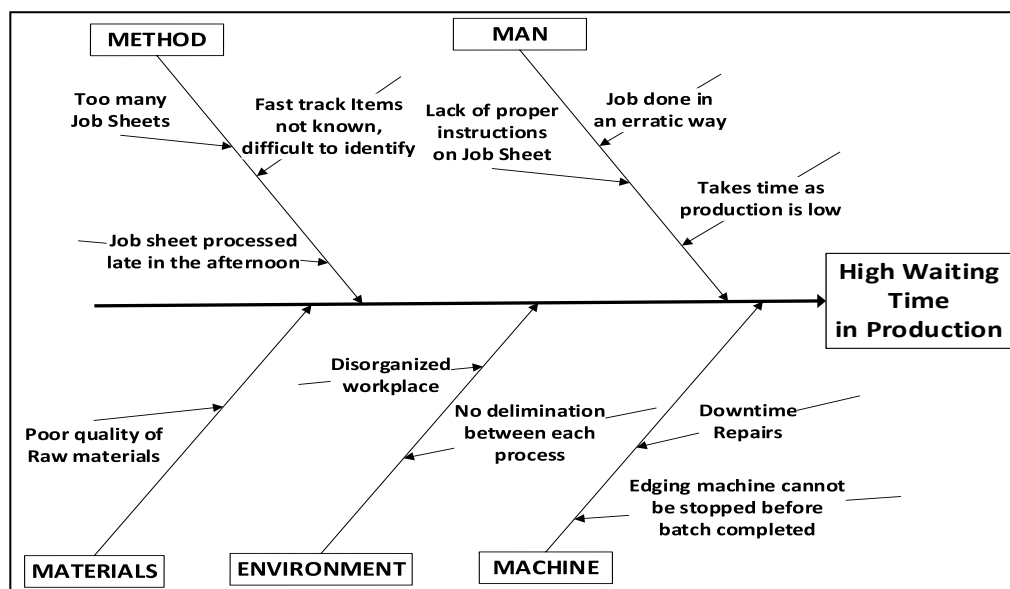 METHOD
MAN
Too many
Job Sheets
Fast track Items
not known,
difficult to identify
Lack of proper
instructions
on Job Sheet
Job done in
an erratic way
Takes time as
production is low
Job sheet processed
late in the afternoon
High Waiting
Time
in Production
Disorganized
workplace
Poor quality of
Raw materials
No delimination
between each
process
Downtime
Repairs
Edging machine cannot
be stopped before
batch completed
MATERIALS
ENVIRONMENT
MACHINE